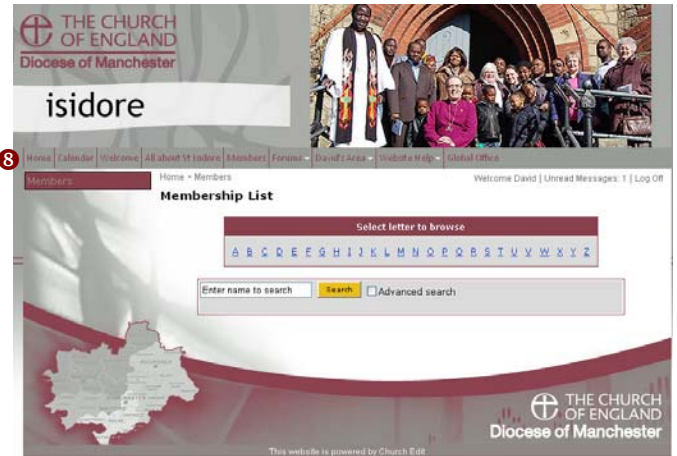 THE CHURCH
OF ENGLAND
Diocese of Manchester
isidore
8
Home Calendar Welcome All about St Isidore Members Forums David's Area Website Help Global Office
Members
Home » Members
Welcome David | Unread Messages: 1 | Log Off
Membership List
Select letter to browse
A B C D E F G H I J K L M N O P Q R S T U V W X Y Z
Enter name to search Search Advanced search
THE CHURCH
OF ENGLAND
Diocese of Manchester
This website is powered by Church Edit